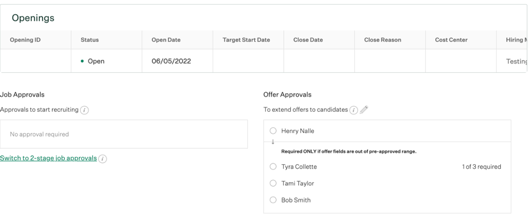 Openings
Opening ID Status Open Date Target Start Date Close Date Close Reason Cost Center Hiring
Open 06/05/2022 Testing
Job Approvals
Approvals to start recruiting
No approval required
Switch to 2-stage job approvals
Offer Approvals
To extend offers to candidates
Henry Nalle
Required ONLY if offer fields are out of pre-approved range.
Tyra Collette 1 of 3 required
Tami Taylor
Bob Smith